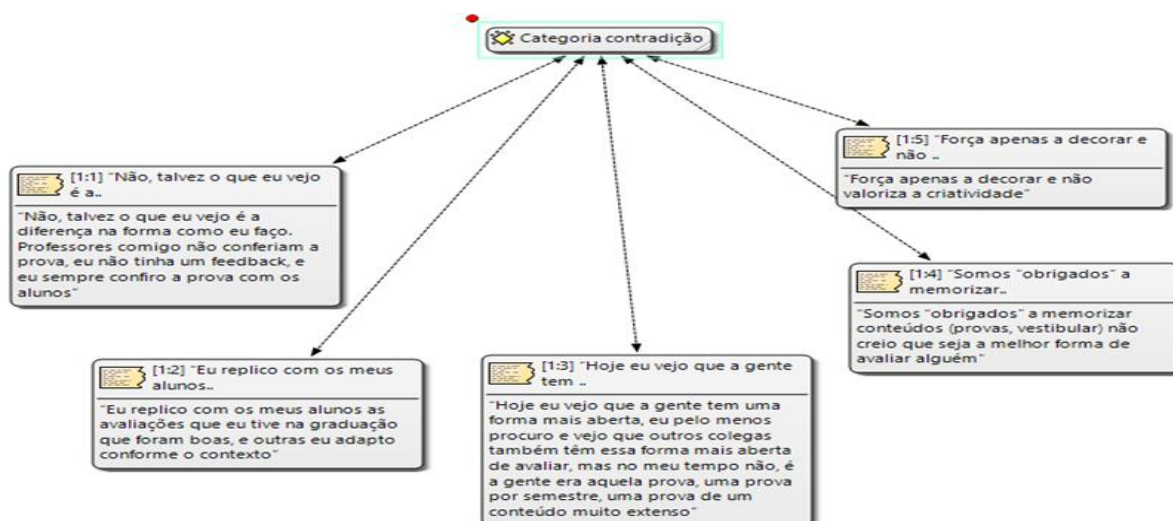 Categoria contradição
[1:1] "Não, talvez o que eu vejo
é a..
"Não, talvez o que eu vejo é a
diferença na forma como eu faço.
Professores comigo não conferiam a
prova, eu não tinha um feedback, e
eu sempre confiro a prova com os
alunos"
[1:2] "Eu replico com os meus
alunos..
"Eu replico com os meus alunos as
avaliações que eu tive na graduação
que foram boas, e outras eu adapto
conforme o contexto"
[1:3] "Hoje eu vejo que a gente
tem ..
"Hoje eu vejo que a gente tem uma
forma mais aberta, eu pelo menos
procuro e vejo que outros colegas
também têm essa forma mais aberta
de avaliar, mas no meu tempo não, é
a gente era aquela prova, uma prova
por semestre, uma prova de um
conteúdo muito extenso"
[1:4] "Somos "obrigados" a
memorizar..
"Somos "obrigados" a memorizar
conteúdos (provas, vestibular) não
creio que seja a melhor forma de
avaliar alguém"
[1:5] "Força apenas a decorar e
não ..
"Força apenas a decorar e não
valoriza a criatividade"